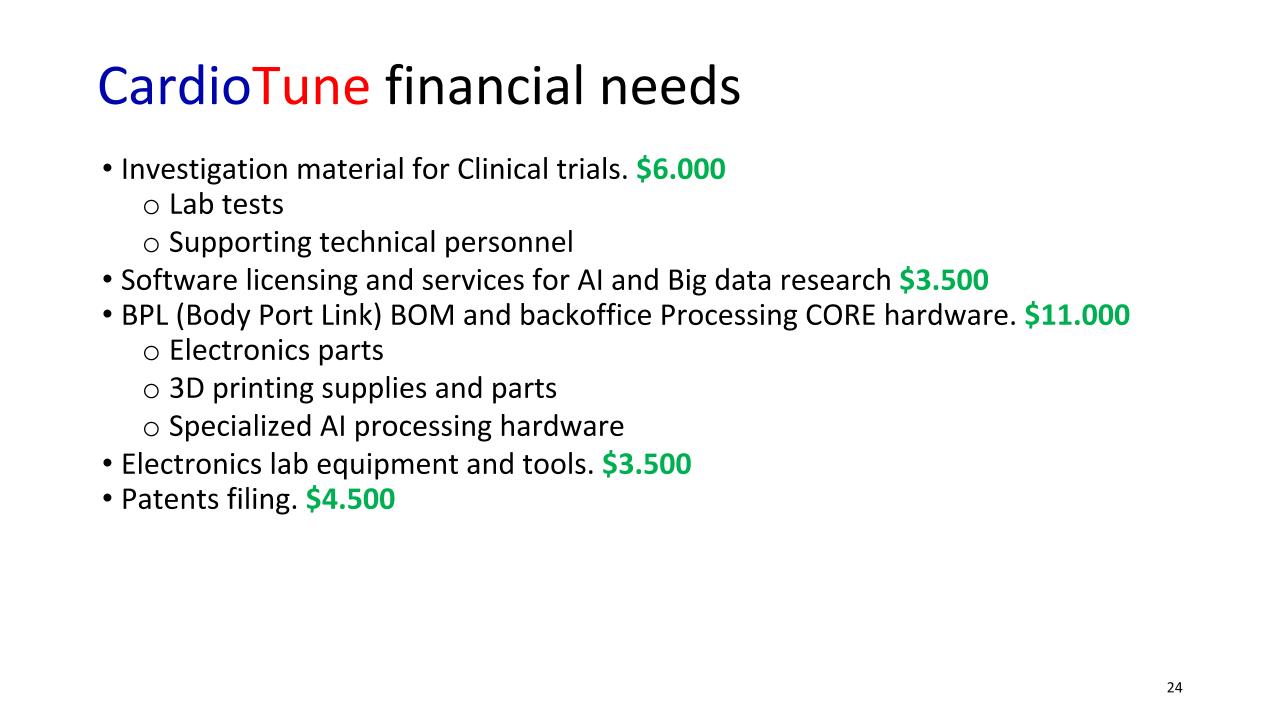 CardioTune financial needs
• Investigation material for Clinical trials. $6.000
o Lab tests
o Supporting technical personnel
• Software licensing and services for AI and Big data research $3.500
• BPL (Body Port Link) BOM and backoffice Processing CORE hardware. $11.000
o Electronics parts
o 3D printing supplies and parts
o Specialized AI processing hardware
• Electronics lab equipment and tools. $3.500
• Patents filing. $4.500
24